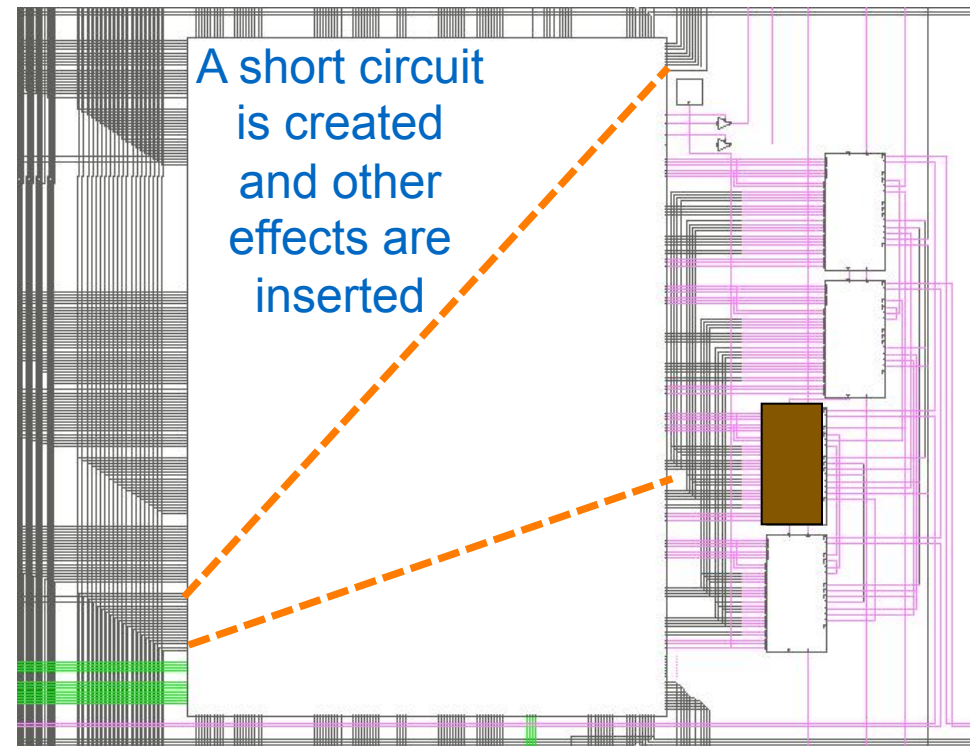 A short circuit
is created
and other
effects are
inserted